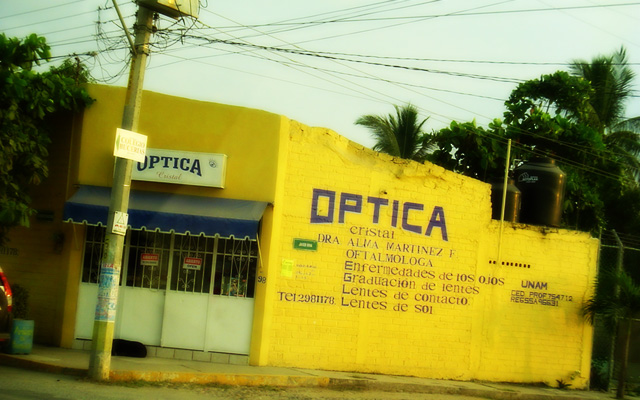 OPTICA
Cristal
OPTICA
cristal
DRA. ALVA MARTINEZ F.
OFTALMOLOGA
Enfermedades de los ojos
Graduación de lentes
Lentes de contacto
Tel:2981178 Lentes de sol
UNAM